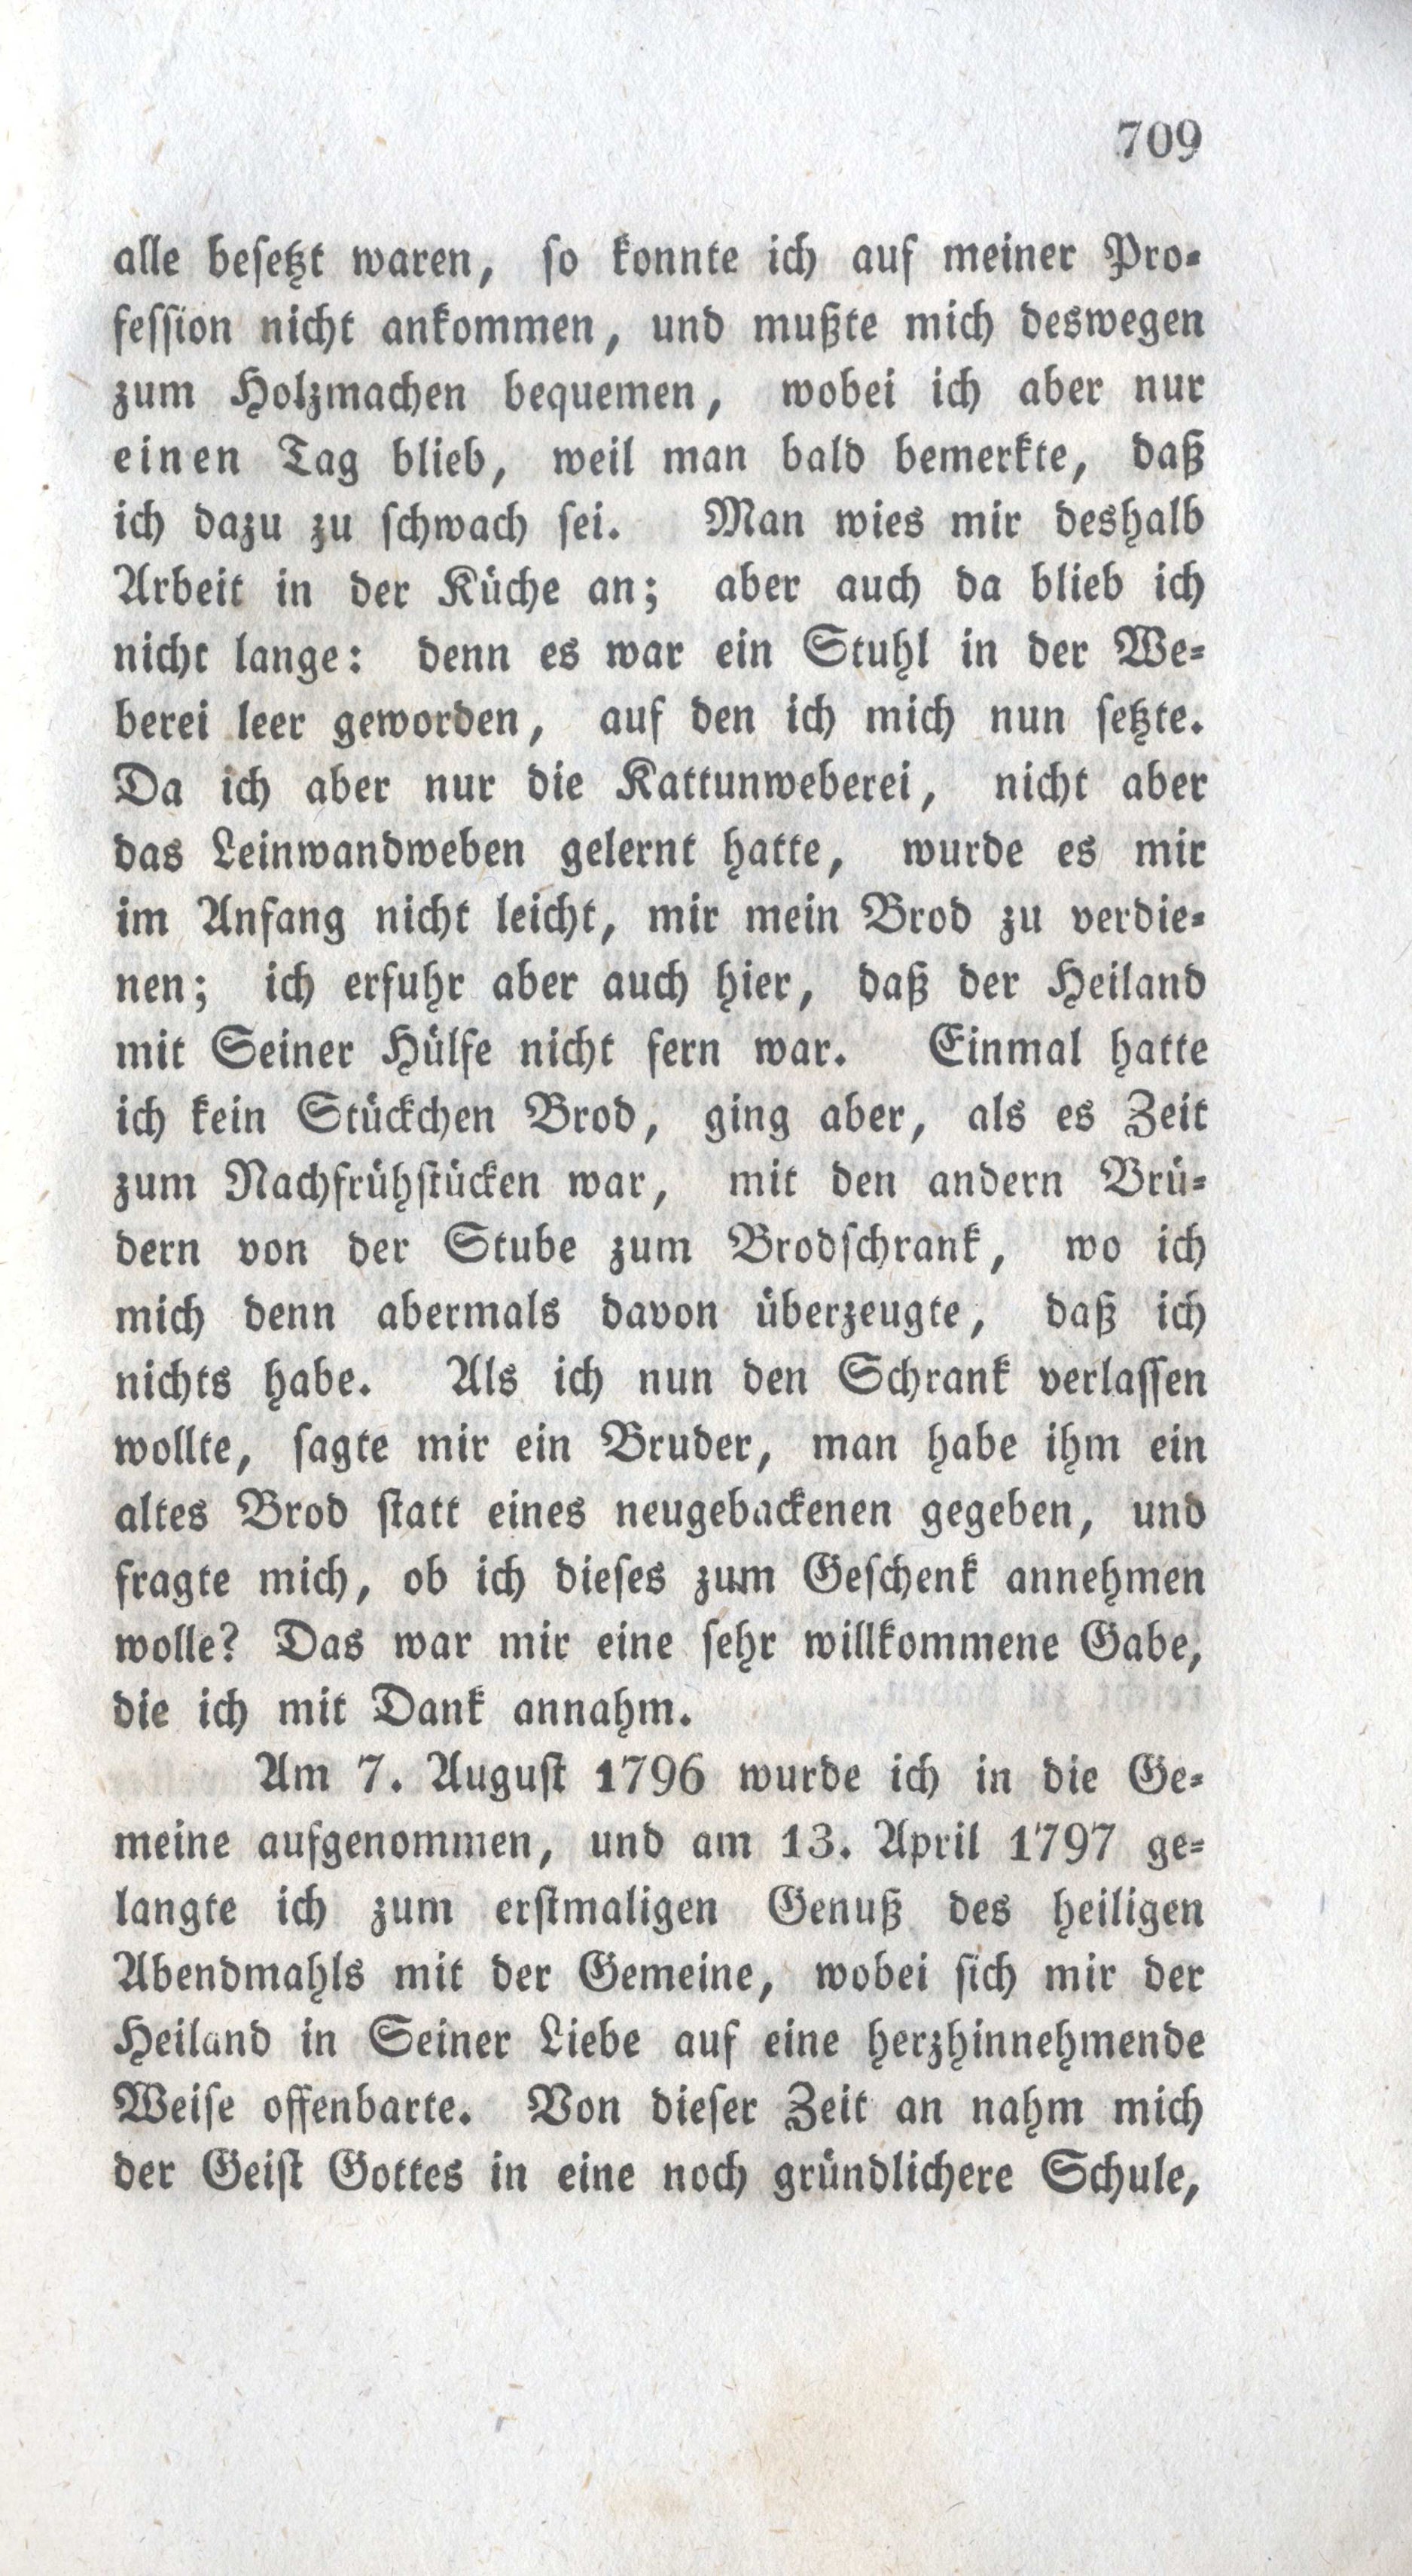 709
alle besetzt waren, so konnte ich auf meiner Pro-
fession nicht ankommen, und mußte mich deswegen
zum Holzmachen bequemen, wobei ich aber nur
einen Tag blieb, weil man bald bemerkte, daß
ich dazu zu schwach sei. Man wies mir deshalb
Arbeit in der Küche an; aber auch da blieb ich
nicht lange: denn es war ein Stuhl in der We-
berei leer geworden, auf den ich mich nun setzte.
Da ich aber nur die Kattunweberei, nicht aber
das Leinwandweben gelernt hatte, wurde es mir
im Anfang nicht leicht, mir mein Brod zu verdie-
nen; ich erfuhr aber auch hier, daß der Heiland
mit Seiner Hülfe nicht fern war. Einmal hatte
ich kein Stückchen Brod, ging aber, als es Zeit
zum Nachfrühstücken war, mit den andern Brü-
dern von der Stube zum Brodschrank, wo ich
mich denn abermals davon überzeugte, daß ich
nichts habe. Als ich nun den Schrank verlassen
wollte, sagte mir ein Bruder, man habe ihm ein
altes Brod statt eines neugebackenen gegeben, und
fragte mich, ob ich dieses zum Geschenk annehmen
wolle? Das war mir eine sehr willkommene Gabe,
die ich mit Dank annahm.
Am 7. August 1796 wurde ich in die Ge-
meine aufgenommen, und am 13. April 1797 ge-
langte ich zum erstmaligen Genuß des heiligen
Abendmahls mit der Gemeine, wobei sich mir der
Heiland in Seiner Liebe auf eine herzhinnehmende
Weise offenbarte. Von dieser Zeit an nahm mich
der Geist Gottes in eine noch gründlichere Schule,